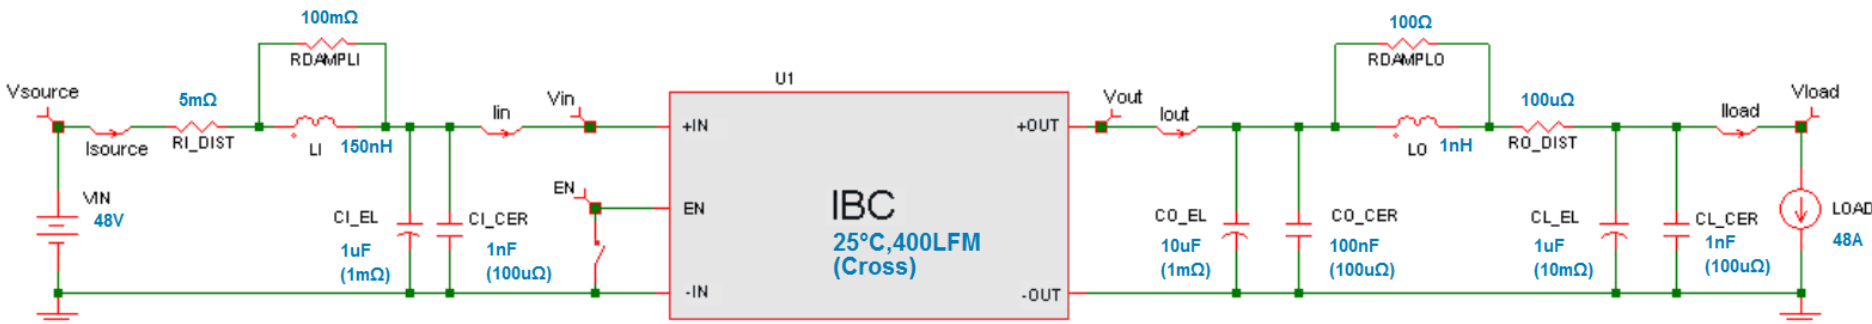 100mΩ
RDAMPLI
Vsource
5mΩ
Isource
RI_DIST
LI
150nH
Iin
Vin
VIN
48V
CI_EL
1uF
(1mΩ)
CI_CER
1nF
(100uΩ)
EN
U1
+IN
EN
-IN
IBC
25°C,400LFM
(Cross)
+OUT
-OUT
Vout
Iout
100Ω
RDAMPLO
LO
1nH
100uΩ
RO_DIST
Iload
Vload
CO_EL
10uF
(1mΩ)
CO_CER
100nF
(100uΩ)
CL_EL
1uF
(10mΩ)
CL_CER
1nF
(100uΩ)
LOAD
48A